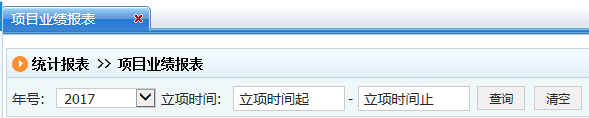 项目业绩报表
统计报表 >> 项目业绩报表
年号： 2017 立项时间： 立项时间起 - 立项时间止 查询 清空